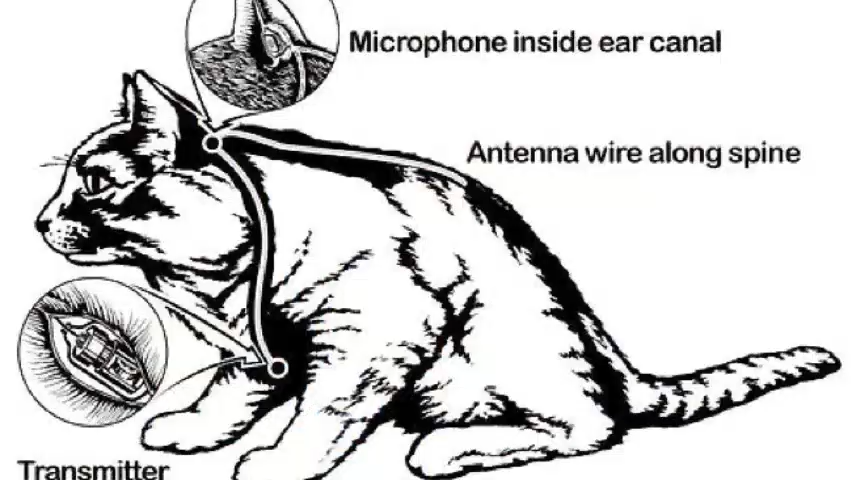 Microphone inside ear canal
Antenna wire along spine
Transmitter